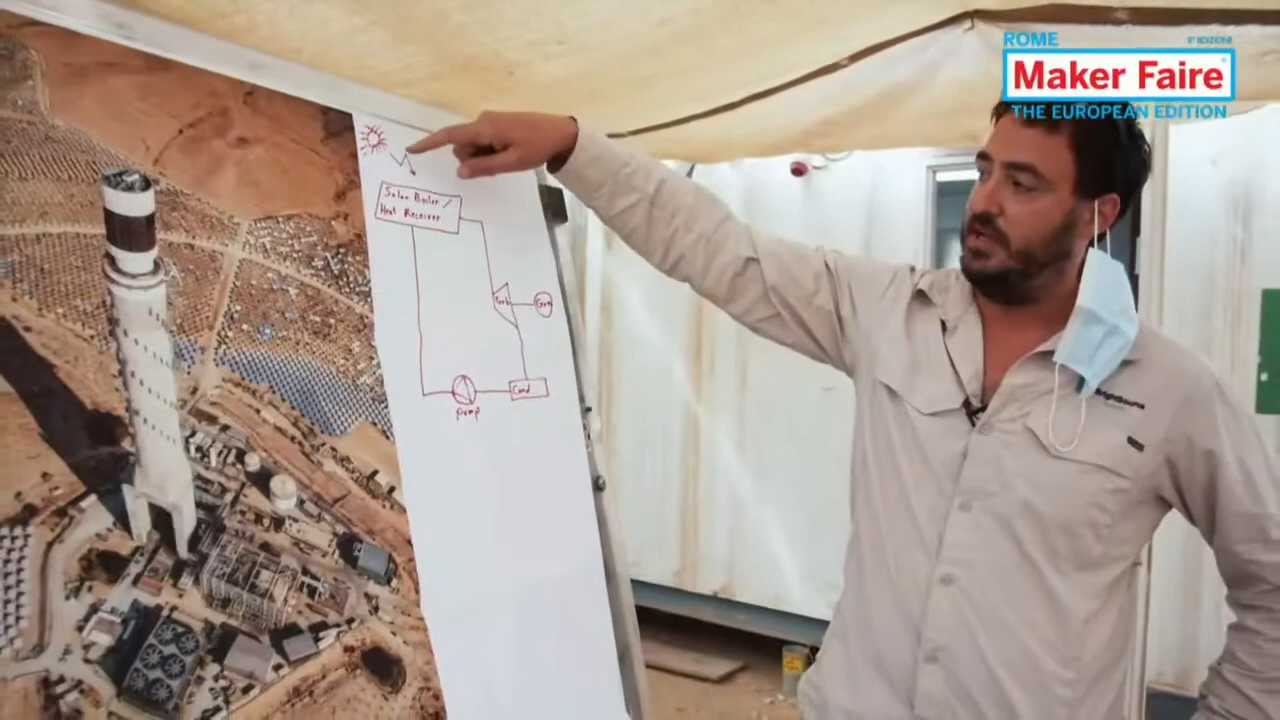 ROME
Maker Faire
THE EUROPEAN EDITION
Solar Boiler /
Heat Receiver
Turb
Gen
Cond
pump